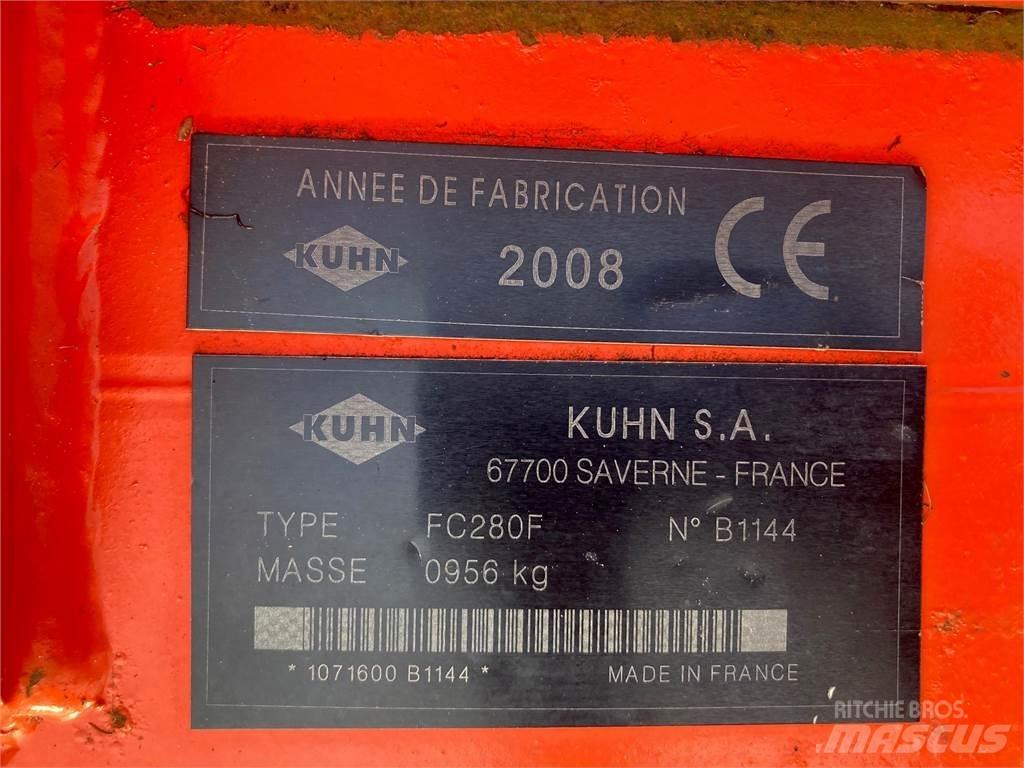 ANNEE DE FABRICATION
KUHN
2008
CE
KUHN
KUHN S.A.
67700 SAVERNE - FRANCE
TYPE FC280F N° B1144
MASSE 0956 kg
* 1071600 B1144 * MADE IN FRANCE
RITCHIE BROS.
MASCUS